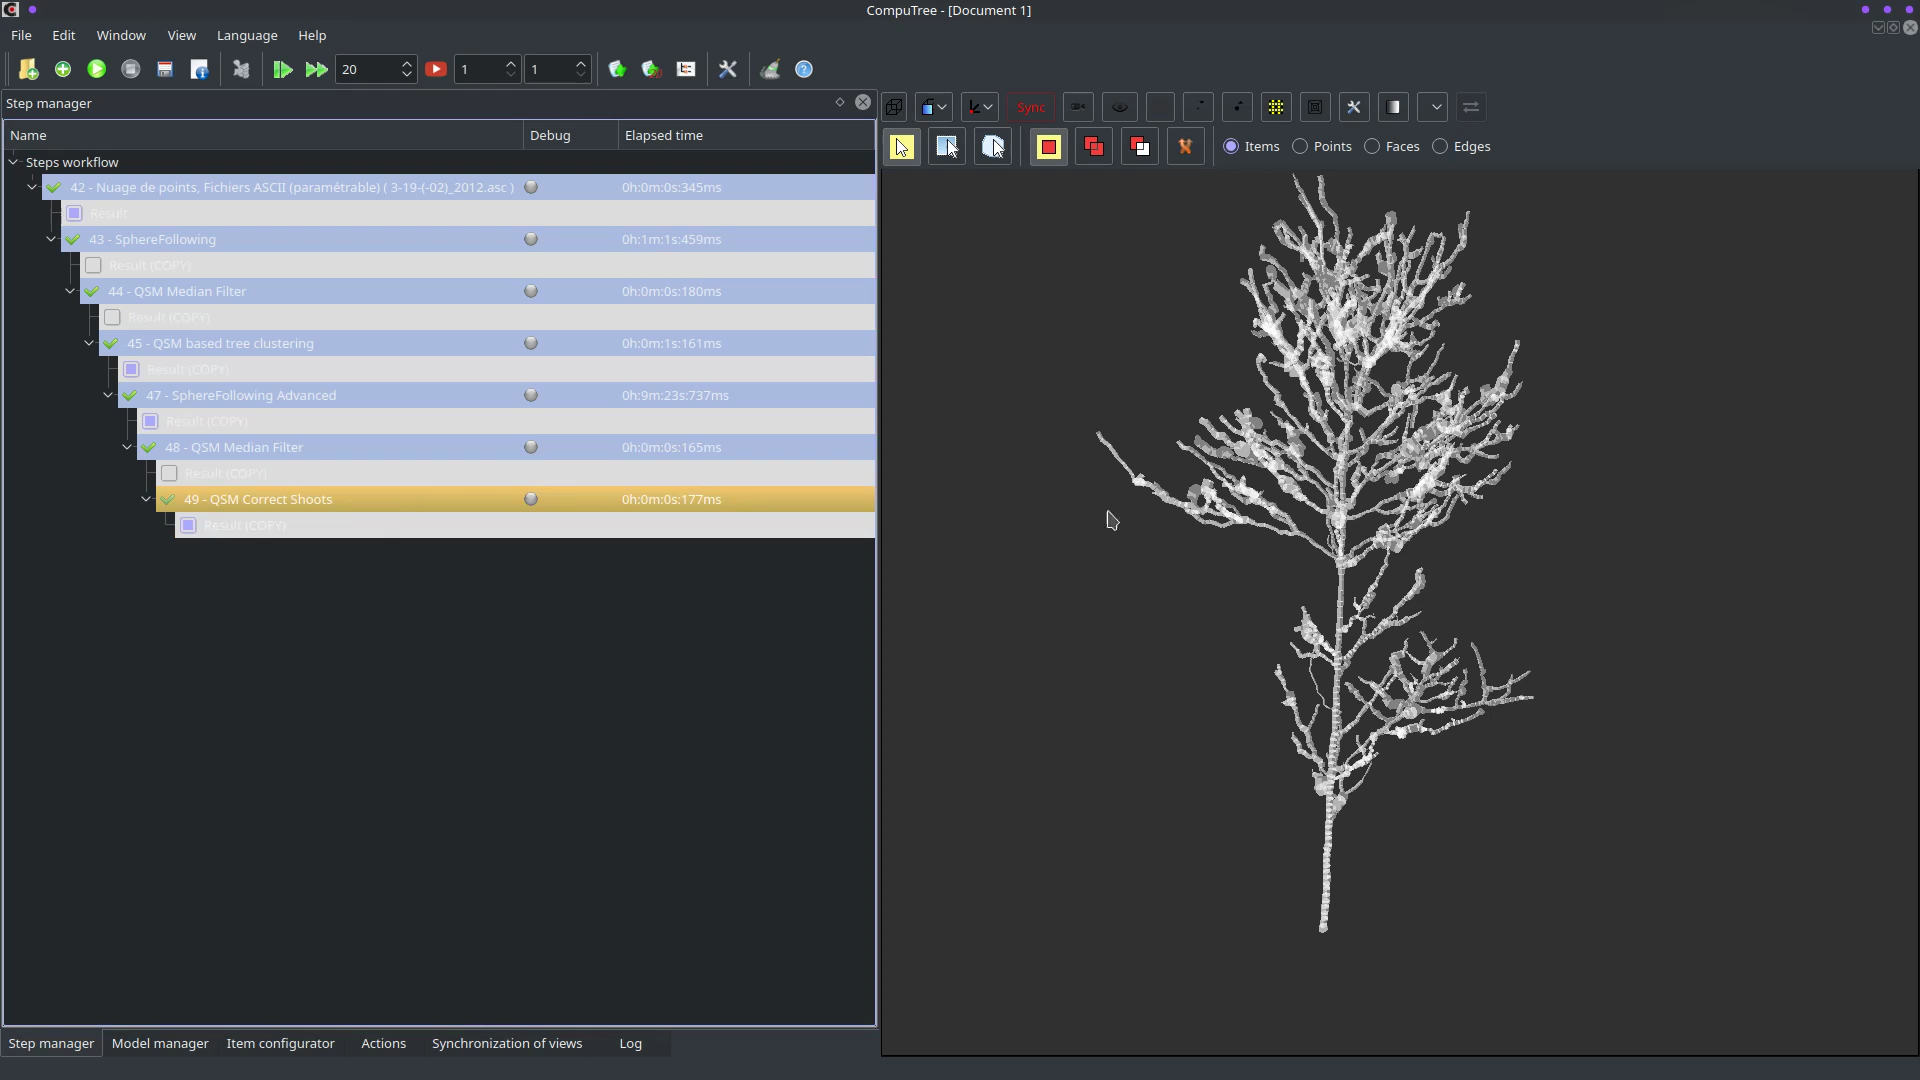 CompuTree - [Document 1]
File Edit Window View Language Help
20 1 1
Step manager
Name Debug Elapsed time
Steps workflow
42 - Nuage de points, Fichiers ASCII (paramétrable) ( 3-19-(-02)_2012.asc ) 0h:0m:0s:345ms
Result
43 - SphereFollowing 0h:1m:1s:459ms
Result (COPY)
44 - QSM Median Filter 0h:0m:0s:180ms
Result (COPY)
45 - QSM based tree clustering 0h:0m:1s:161ms
Result (COPY)
47 - SphereFollowing Advanced 0h:9m:23s:737ms
Result (COPY)
48 - QSM Median Filter 0h:0m:0s:165ms
Result (COPY)
49 - QSM Correct Shoots 0h:0m:0s:177ms
Result (COPY)
Sync
Items Points Faces Edges
Step manager Model manager Item configurator Actions Synchronization of views Log